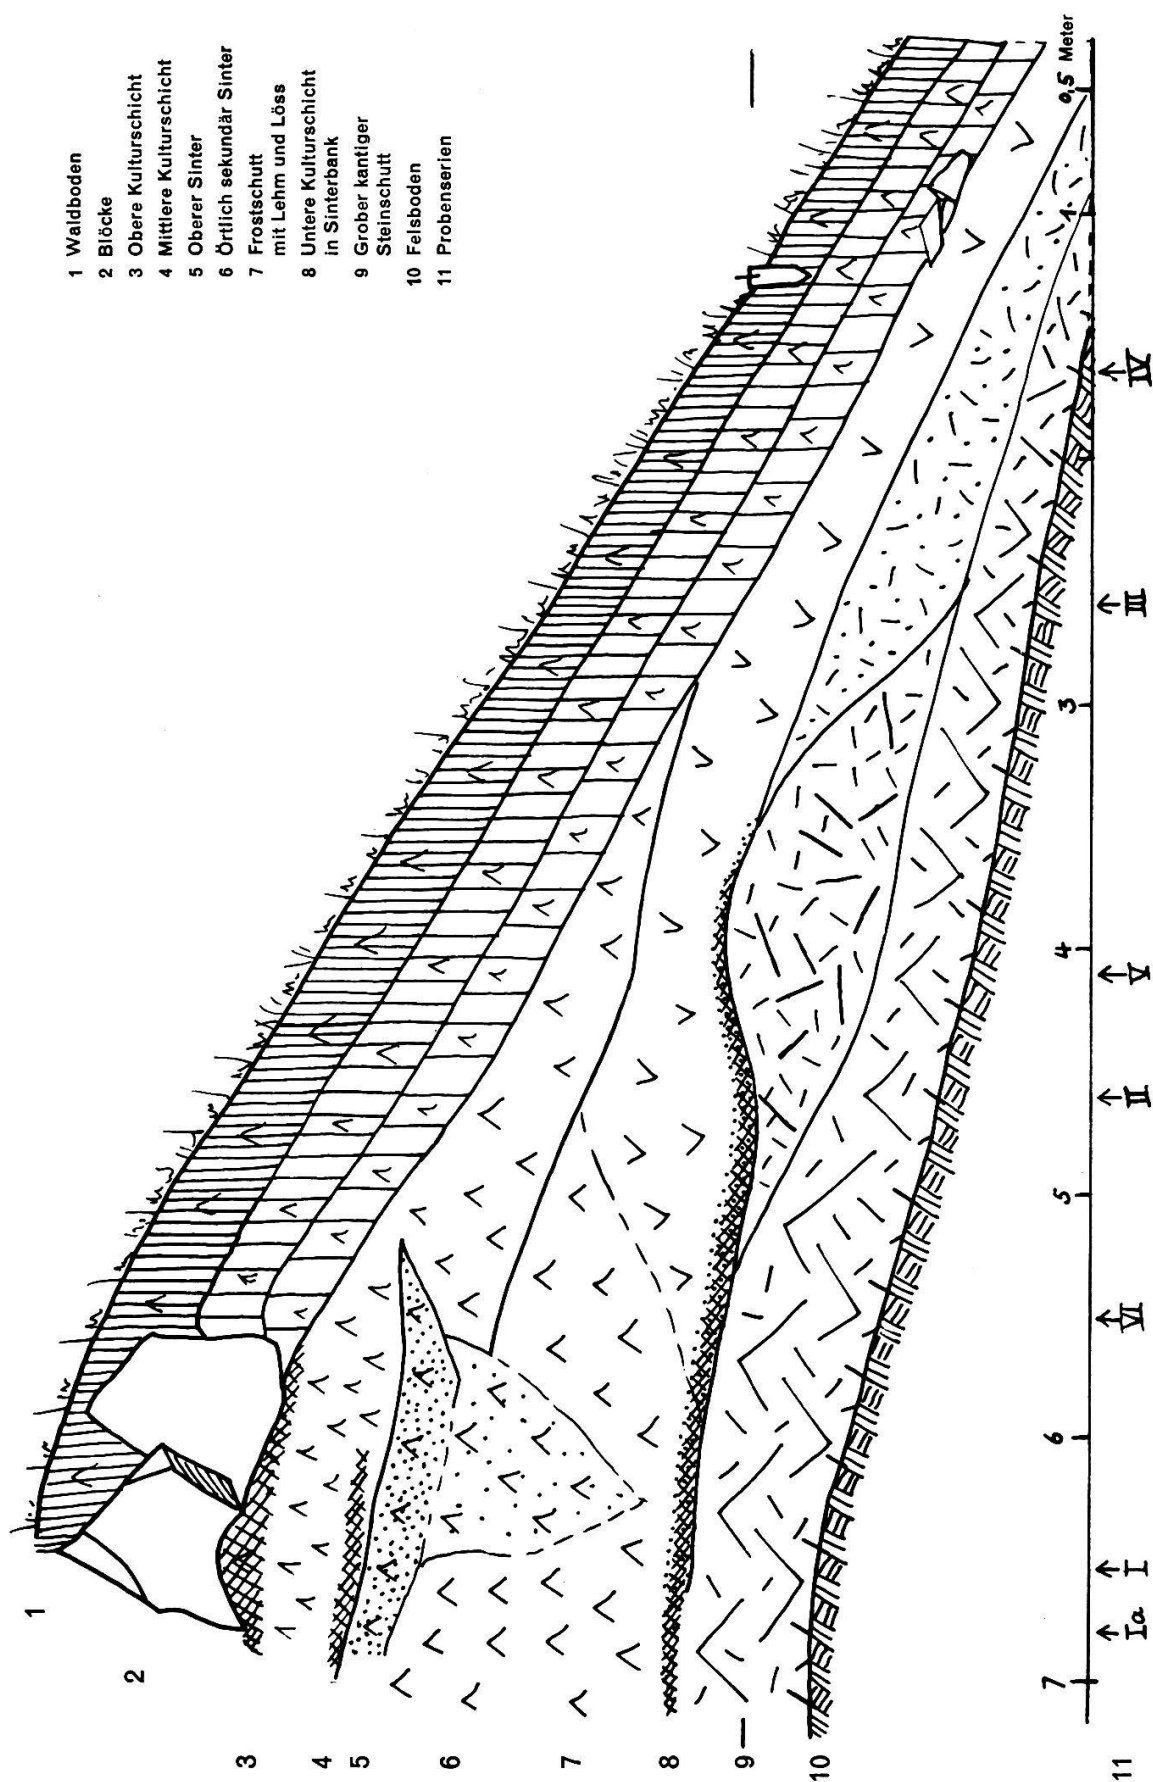 1 Waldboden
2 Blöcke
3 Obere Kulturschicht
4 Mittlere Kulturschicht
5 Oberer Sinter
6 Örtlich sekundär Sinter
7 Frostschutt
mit Lehm und Löss
8 Untere Kulturschicht
in Sinterbank
9 Grober kantiger
Steinschutt
10 Felsboden
11 Probenserien
1
2
3
4
5
6
7
8
9
10
11
7
6
5
4
3
1
0,5 Meter
Ia
I
VI
II
V
III
IV